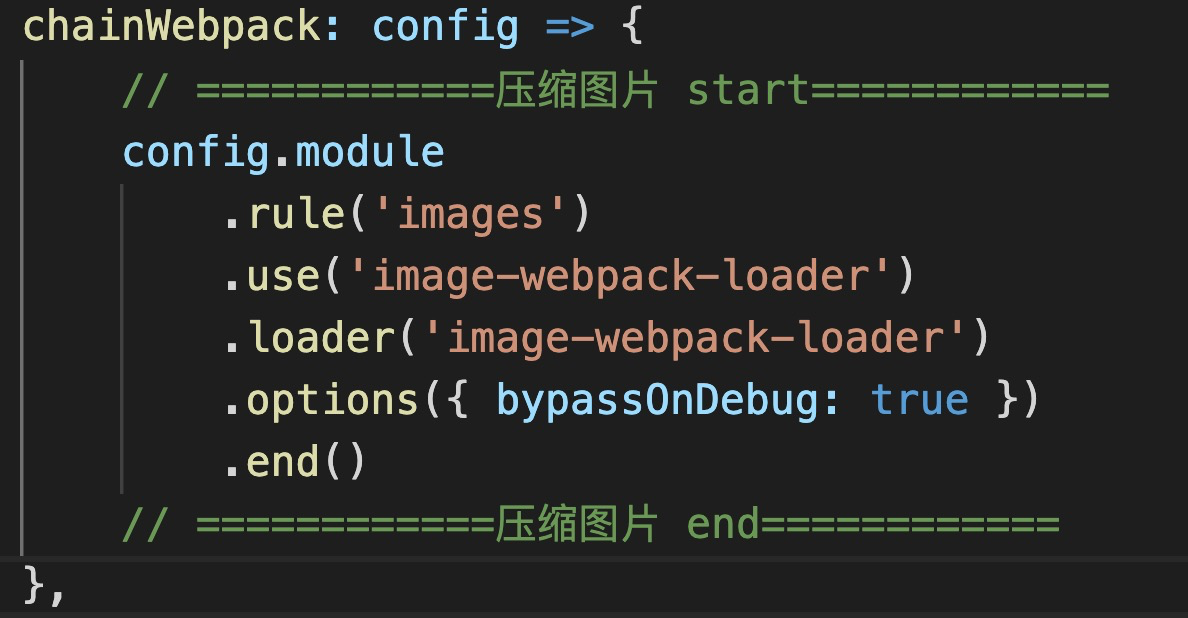 chainWebpack: config => {
// ============压缩图片 start============
config.module
.rule('images')
.use('image-webpack-loader')
.loader('image-webpack-loader')
.options({ bypassOnDebug: true })
.end()
// ============压缩图片 end============
},